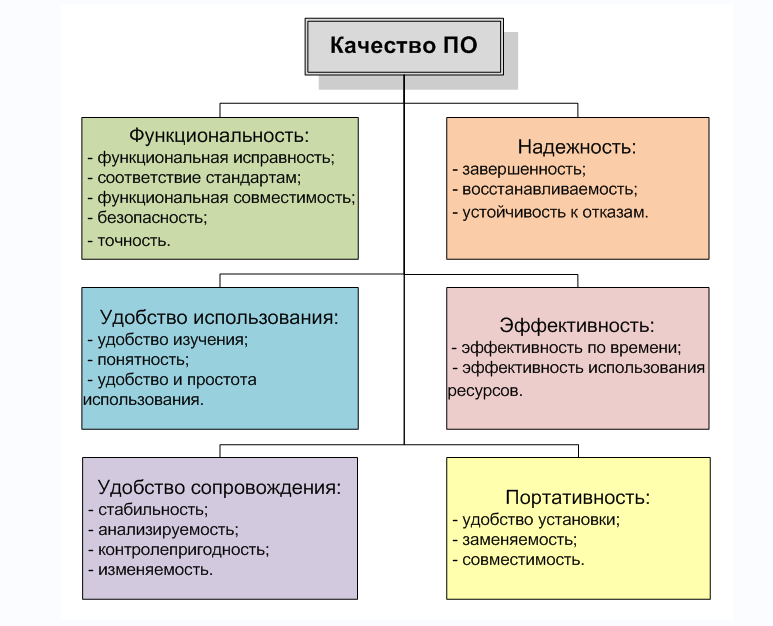 Качество ПО
Функциональность:
- функциональная исправность;
- соответствие стандартам;
- функциональная совместимость;
- безопасность;
- точность.
Надежность:
- завершенность;
- восстанавливаемость;
- устойчивость к отказам.
Удобство использования:
- удобство изучения;
- понятность;
- удобство и простота
использования.
Эффективность:
- эффективность по времени;
- эффективность использования
ресурсов.
Удобство сопровождения:
- стабильность;
- анализируемость;
- контролепригодность;
- изменяемость.
Портативность:
- удобство установки;
- заменяемость;
- совместимость.